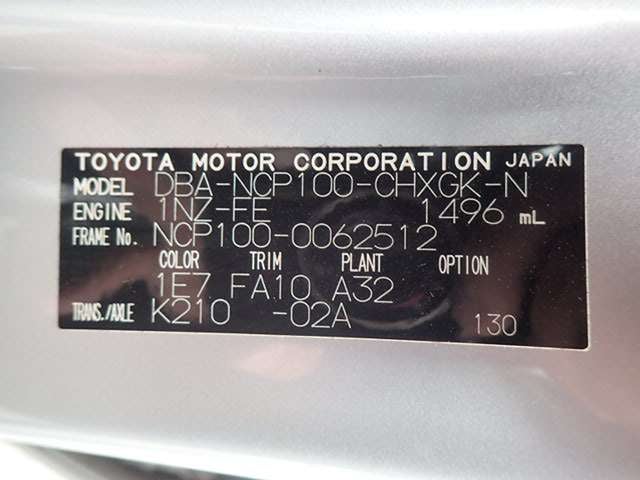 TOYOTA MOTOR CORPORATION JAPAN
MODEL DBA-NCP100-CHXGK-N
ENGINE 1NZ-FE 1496 mL
FRAME No. NCP100-0062512
COLOR TRIM PLANT OPTION
1E7 FA10 A32
TRANS./AXLE K210 -02A 130